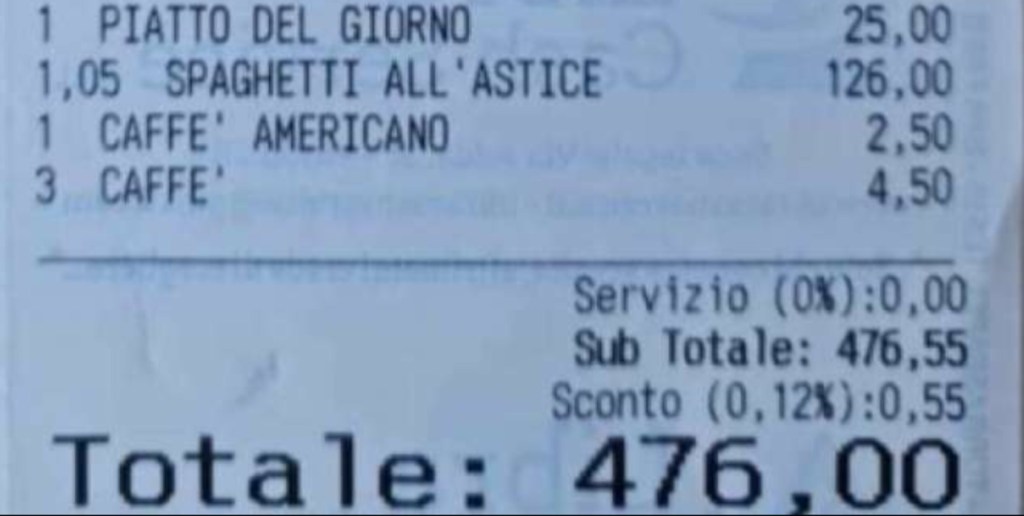 1 PIATTO DEL GIORNO 25,00
1,05 SPAGHETTI ALL'ASTICE 126,00
1 CAFFE' AMERICANO 2,50
3 CAFFE' 4,50
Servizio (0%):0,00
Sub Totale: 476,55
Sconto (0,12%):0,55
Totale: 476,00